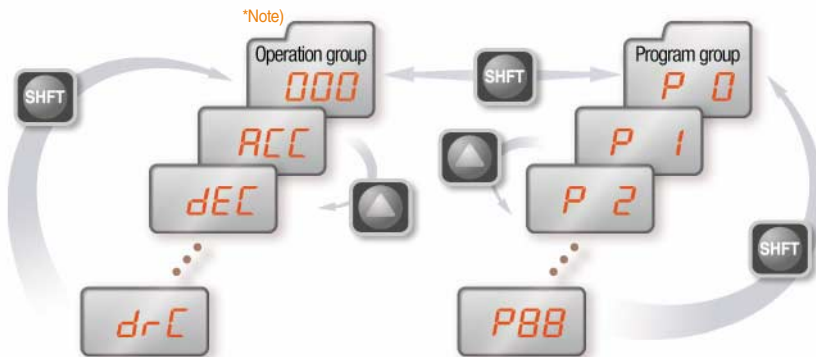 *Note)
Operation group
000
SHFT
ACC
dEC
drC
SHFT
Program group
P 0
P 1
P 2
P88
SHFT